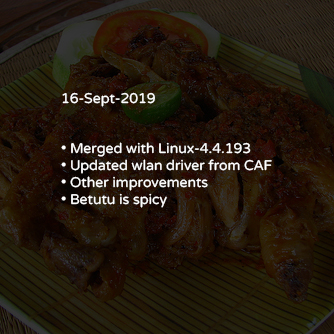 16-Sept-2019
• Merged with Linux-4.4.193
• Updated wlan driver from CAF
• Other improvements
• Betutu is spicy